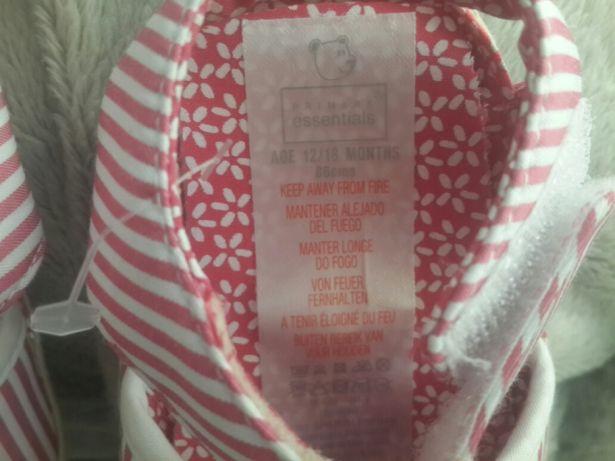 PRIMARK
essentials
AGE 12/18 MONTHS
86cms
KEEP AWAY FROM FIRE
MANTENER ALEJADO
DEL FUEGO
MANTER LONGE
DO FOGO
VON FEUER
FERNHALTEN
A TENIR ÉLOIGNÉ DU FEU
BUITEN BEREIK VAN
VUUR HOUDEN